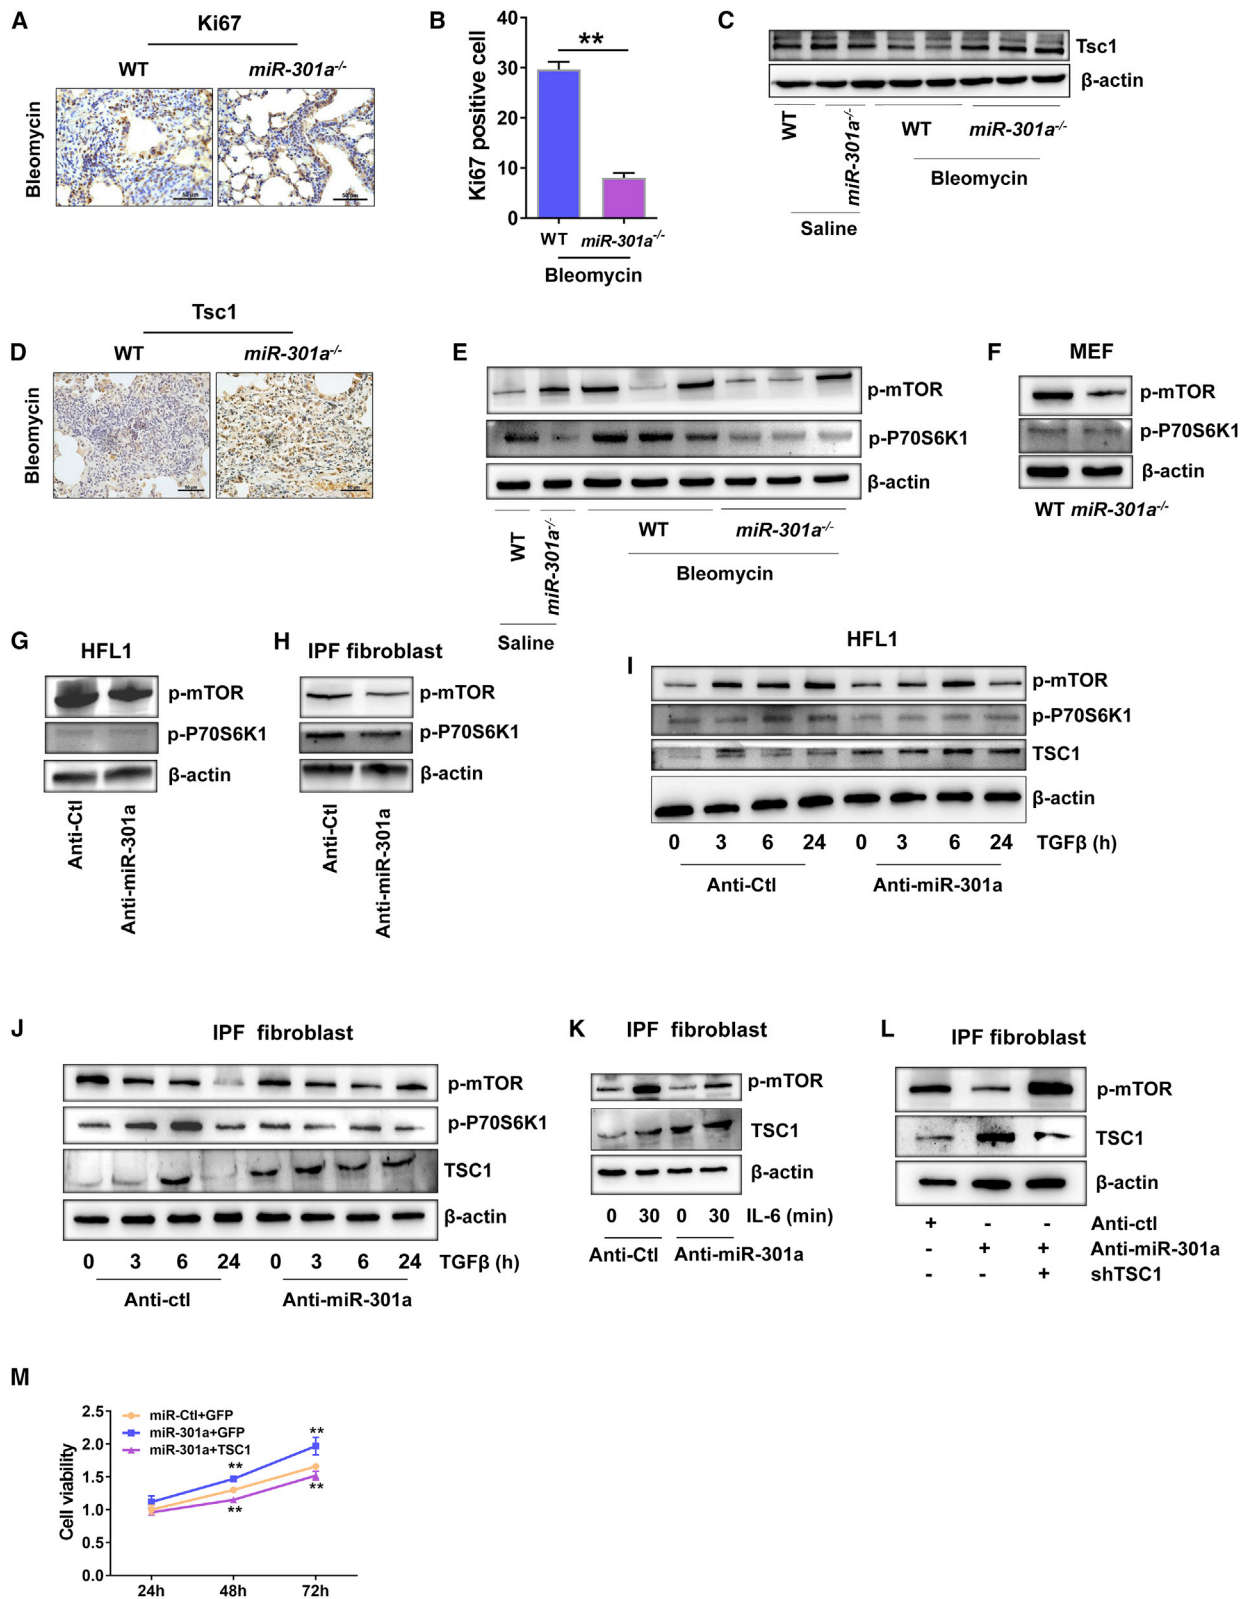 A
Ki67
WT
miR-301a-/-
Bleomycin
50 μm
50 μm
B
Ki67 positive cell
40
30
20
10
0
**
WT
miR-301a-/-
Bleomycin
C
Tsc1
β-actin
WT
miR-301a-/-
WT
miR-301a-/-
Bleomycin
Saline
D
Tsc1
WT
miR-301a-/-
Bleomycin
50 μm
50 μm
E
p-mTOR
p-P70S6K1
β-actin
WT
miR-301a-/-
WT
miR-301a-/-
Bleomycin
Saline
F
MEF
p-mTOR
p-P70S6K1
β-actin
WT miR-301a-/-
G
HFL1
p-mTOR
p-P70S6K1
β-actin
Anti-Ctl
Anti-miR-301a
H
IPF fibroblast
p-mTOR
p-P70S6K1
β-actin
Anti-Ctl
Anti-miR-301a
I
HFL1
p-mTOR
p-P70S6K1
TSC1
β-actin
0 3 6 24 0 3 6 24 TGFβ (h)
Anti-Ctl Anti-miR-301a
J
IPF fibroblast
p-mTOR
p-P70S6K1
TSC1
β-actin
0 3 6 24 0 3 6 24 TGFβ (h)
Anti-ctl Anti-miR-301a
K
IPF fibroblast
p-mTOR
TSC1
β-actin
0 30 0 30 IL-6 (min)
Anti-Ctl Anti-miR-301a
L
IPF fibroblast
p-mTOR
TSC1
β-actin
+ - - Anti-ctl
- + + Anti-miR-301a
- - + shTSC1
M
Cell viability
2.5
2.0
1.5
1.0
0.5
0.0
miR-Ctl+GFP
miR-301a+GFP
miR-301a+TSC1
**
**
**
**
24h 48h 72h